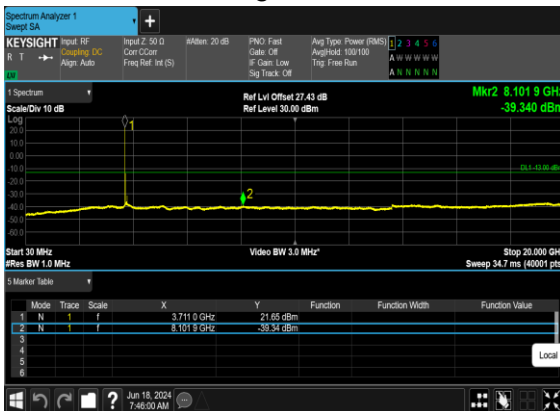 Spectrum Analyzer 1
Swept SA
KEYSIGHT Input: RF Input Z: 50 Ω #Atten: 20 dB PNO: Fast Avg Type: Power (RMS) 1 2 3 4 5 6
R T Coupling: DC Corr CCorr Gate: Off Avg|Hold: 100/100 A W W W W W
Align: Auto Freq Ref: Int (S) IF Gain: Low Trig: Free Run
Sig Track: Off A N N N N N
LV
1 Spectrum
Ref Lvl Offset 27.43 dB Mkr2 8.101 9 GHz
Scale/Div 10 dB Ref Level 30.00 dBm -39.340 dBm
Log
20.0
10.0
0.00
-10.0
-20.0
-30.0
-40.0
-50.0
-60.0
1
2
DL1 -13.00 dBm
Start 30 MHz Video BW 3.0 MHz* Stop 20.000 GH
#Res BW 1.0 MHz Sweep 34.7 ms (40001 pts
5 Marker Table
Mode Trace Scale X Y Function Function Width Function Value
1 N 1 f 3.711 0 GHz 21.65 dBm
2 N 1 f 8.101 9 GHz -39.34 dBm
3
4
5
6
Local
?
Jun 18, 2024
7:46:00 AM